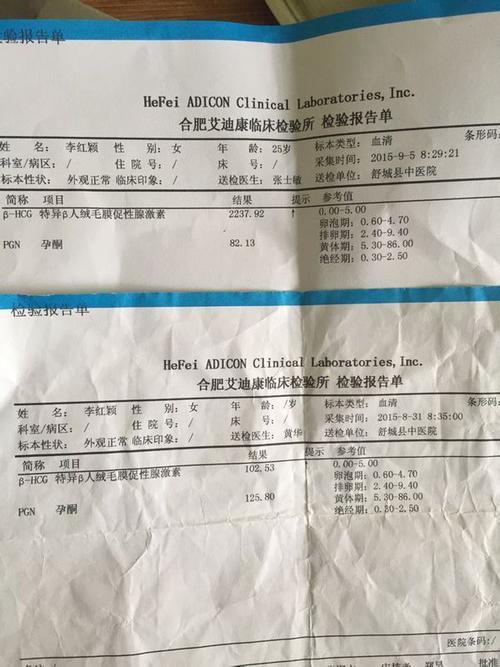 检验报告单
HeFei ADICON Clinical Laboratories, Inc.
合肥艾迪康临床检验所 检验报告单
姓 名: 李红颖 性 别: 女 年 龄: 25岁 标本类型: 血清 条形码:
科室/病区: / 住 院 号: / 床 号: / 采集时间: 2015-9-5 8:29:21
标本性状: 外观正常 临床印象: / 送检医生: 张士敏 送检单位: 舒城县中医院
简称 项目 结果 提示 参考值
β-HCG 特异β人绒毛膜促性腺激素 2237.92 ↑ 0.00-5.00
PGN 孕酮 82.13 卵泡期: 0.60-4.70
排卵期: 2.40-9.40
黄体期: 5.30-86.00
绝经期: 0.30-2.50
检验报告单
HeFei ADICON Clinical Laboratories, Inc.
合肥艾迪康临床检验所 检验报告单
姓 名: 李红颖 性 别: 女 年 龄: /岁 标本类型: 血清 条形码:
科室/病区: / 住 院 号: / 床 号: / 采集时间: 2015-8-31 8:35:00
标本性状: 外观正常 临床印象: / 送检医生: 黄华 送检单位: 舒城县中医院
简称 项目 结果 提示 参考值
β-HCG 特异β人绒毛膜促性腺激素 102.53 0.00-5.00
PGN 孕酮 125.80 卵泡期: 0.60-4.70
排卵期: 2.40-9.40
黄体期: 5.30-86.00
绝经期: 0.30-2.50
医院条码:/